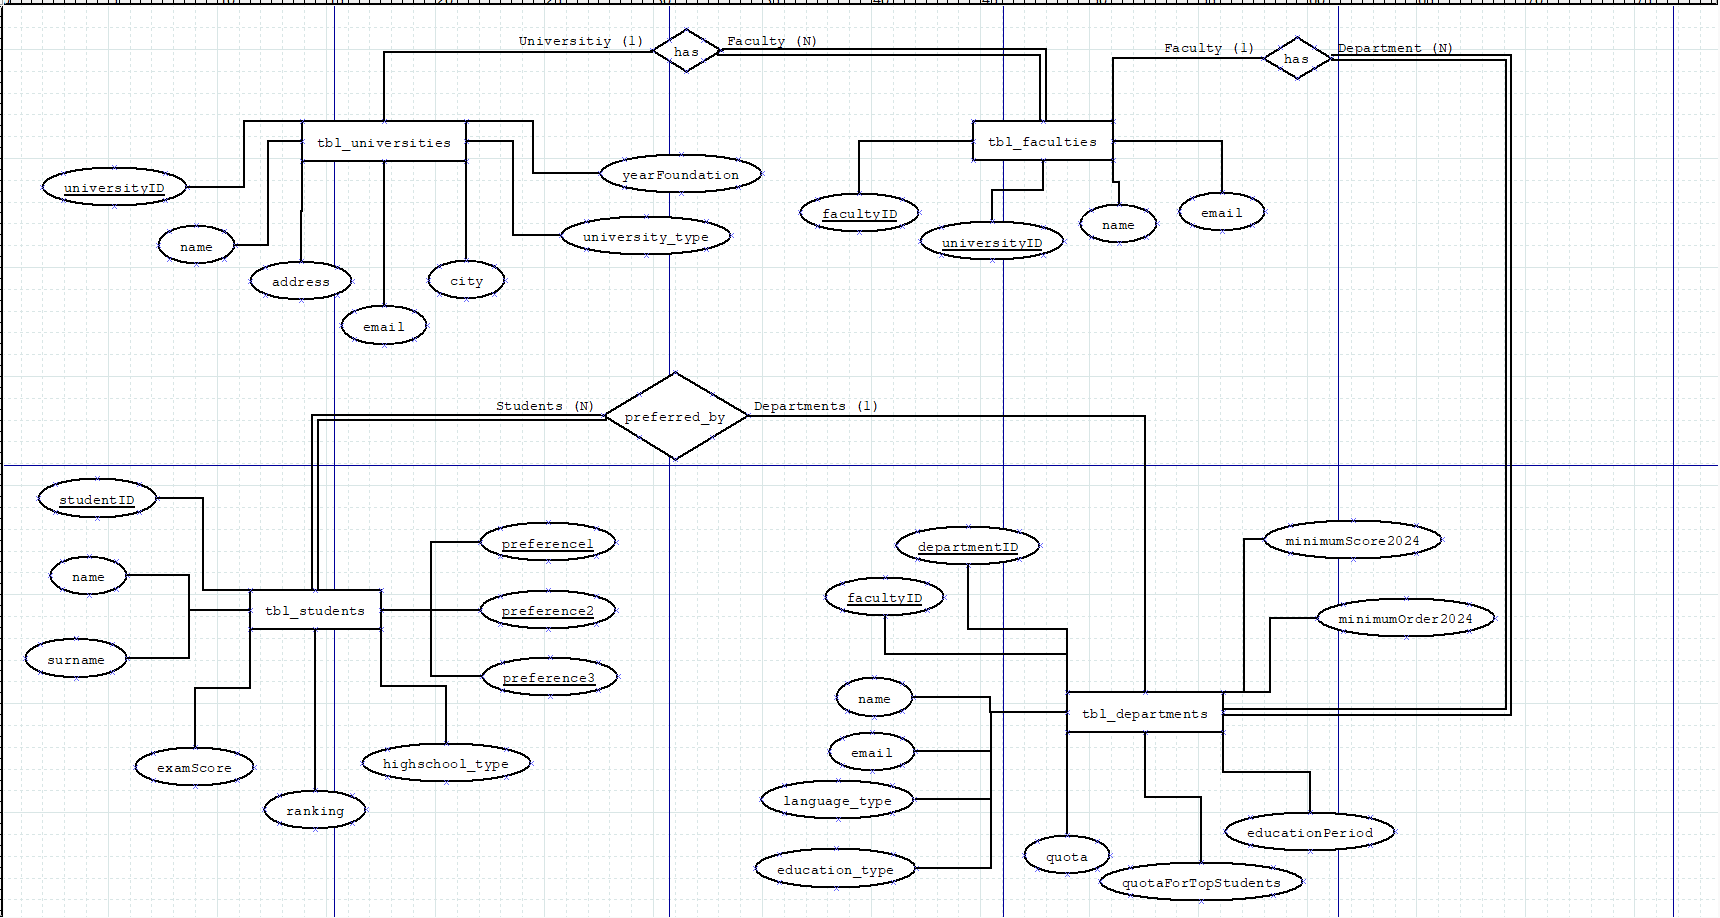 Universitiy (1)
has
Faculty (N)
Faculty (1)
has
Department (N)
tbl_universities
universityID
name
address
email
city
yearFoundation
university_type
tbl_faculties
facultyID
universityID
name
email
Students (N)
preferred_by
Departments (1)
studentID
name
surname
tbl_students
preference1
preference2
preference3
examScore
ranking
highschool_type
departmentID
facultyID
minimumScore2024
minimumOrder2024
name
email
language_type
education_type
tbl_departments
quota
quotaForTopStudents
educationPeriod